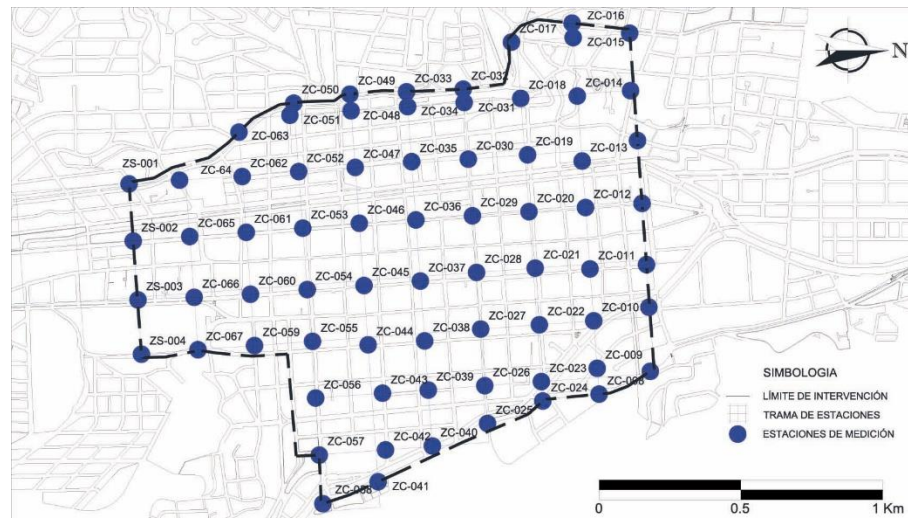 ZC-016
ZC-017
ZC-015
N
ZC-050
ZC-049
ZC-033
ZC-032
ZC-018
ZC-014
ZC-051
ZC-048
ZC-034
ZC-031
ZC-063
ZC-019
ZC-052
ZC-047
ZC-035
ZC-030
ZC-013
ZS-001
ZC-64
ZC-062
ZC-020
ZC-012
ZC-053
ZC-046
ZC-036
ZC-029
ZS-002
ZC-065
ZC-061
ZC-028
ZC-021
ZC-011
ZC-054
ZC-045
ZC-037
ZS-003
ZC-066
ZC-060
ZC-027
ZC-022
ZC-010
ZC-055
ZC-044
ZC-038
ZS-004
ZC-067
ZC-059
ZC-009
ZC-023
SIMBOLOGIA
ZC-056
ZC-043
ZC-039
ZC-026
ZC-024
ZC-008
LÍMITE DE INTERVENCIÓN
ZC-025
TRAMA DE ESTACIONES
ESTACIONES DE MEDICIÓN
ZC-057
ZC-042
ZC-040
ZC-058
ZC-041
0
0.5
1 Km